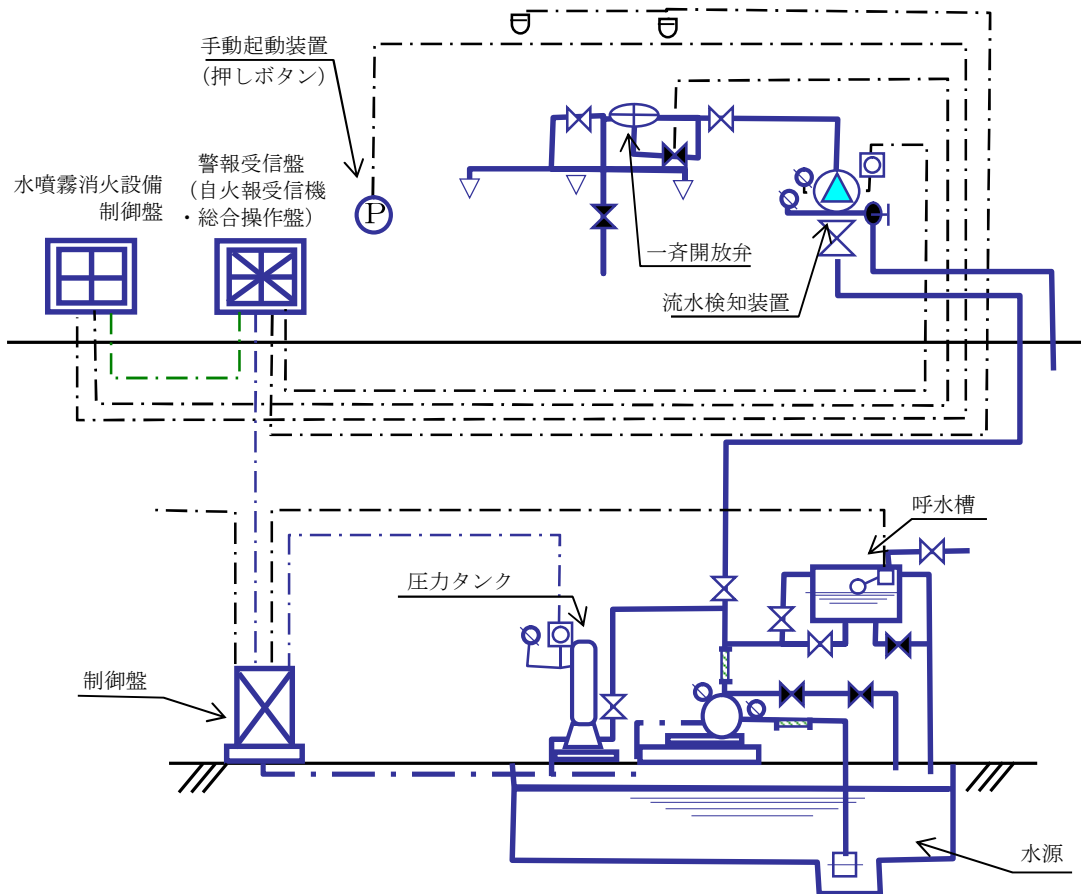 手動起動装置
（押しボタン）
警報受信盤
（自火報受信機
・総合操作盤）
水噴霧消火設備
制御盤
P
一斉開放弁
流水検知装置
呼水槽
圧力タンク
制御盤
水源